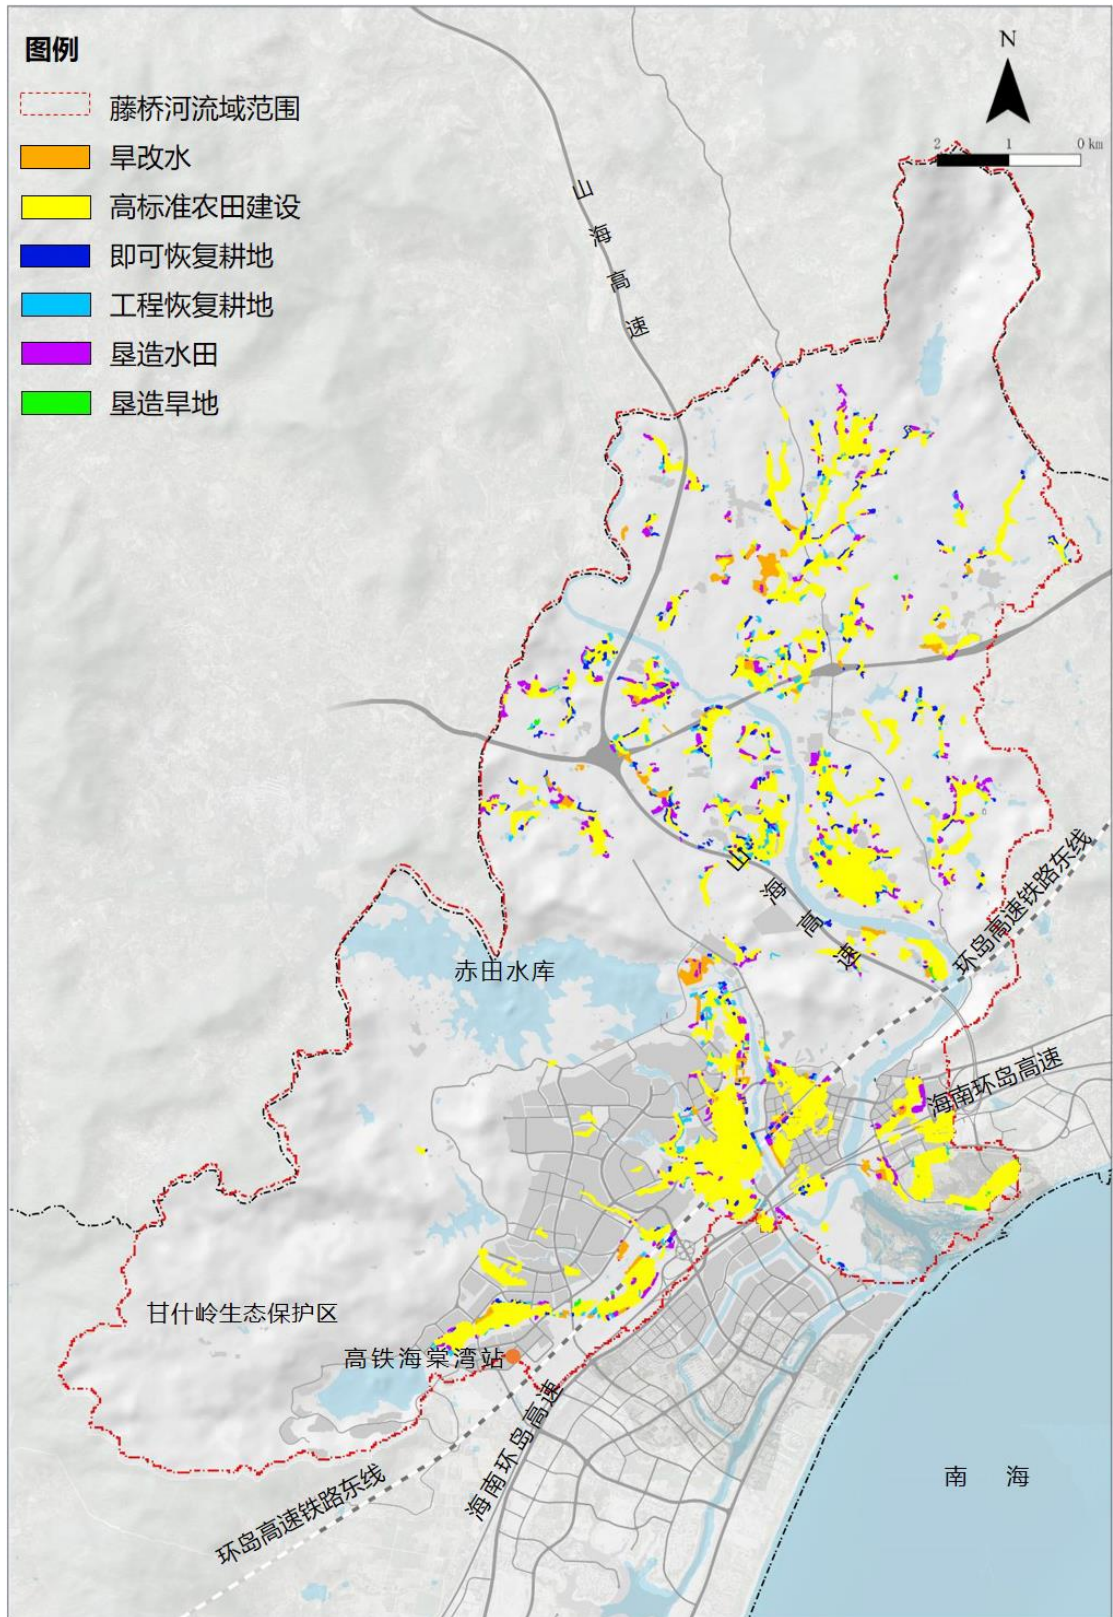 图例
藤桥河流域范围
旱改水
高标准农田建设
即可恢复耕地
工程恢复耕地
垦造水田
垦造旱地
N
2 1 0 km
山海高速
山海高速
环岛高速铁路东线
赤田水库
海南环岛高速
甘什岭生态保护区
高铁海棠湾站
海南环岛高速
环岛高速铁路东线
南海